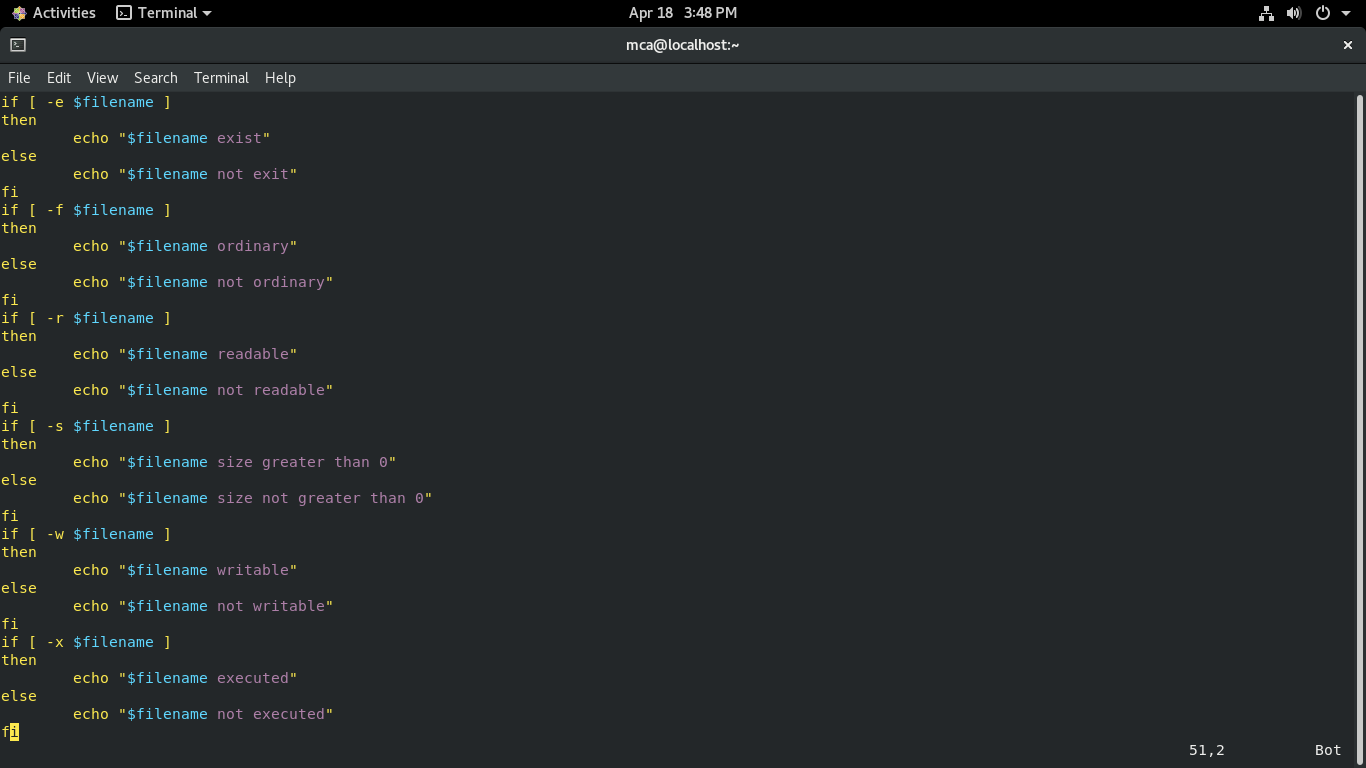 Activities Terminal Apr 18 3:48 PM
mca@localhost:~
File Edit View Search Terminal Help
if [ -e $filename ]
then
        echo "$filename exist"
else
        echo "$filename not exit"
fi
if [ -f $filename ]
then
        echo "$filename ordinary"
else
        echo "$filename not ordinary"
fi
if [ -r $filename ]
then
        echo "$filename readable"
else
        echo "$filename not readable"
fi
if [ -s $filename ]
then
        echo "$filename size greater than 0"
else
        echo "$filename size not greater than 0"
fi
if [ -w $filename ]
then
        echo "$filename writable"
else
        echo "$filename not writable"
fi
if [ -x $filename ]
then
        echo "$filename executed"
else
        echo "$filename not executed"
fi
51,2 Bot